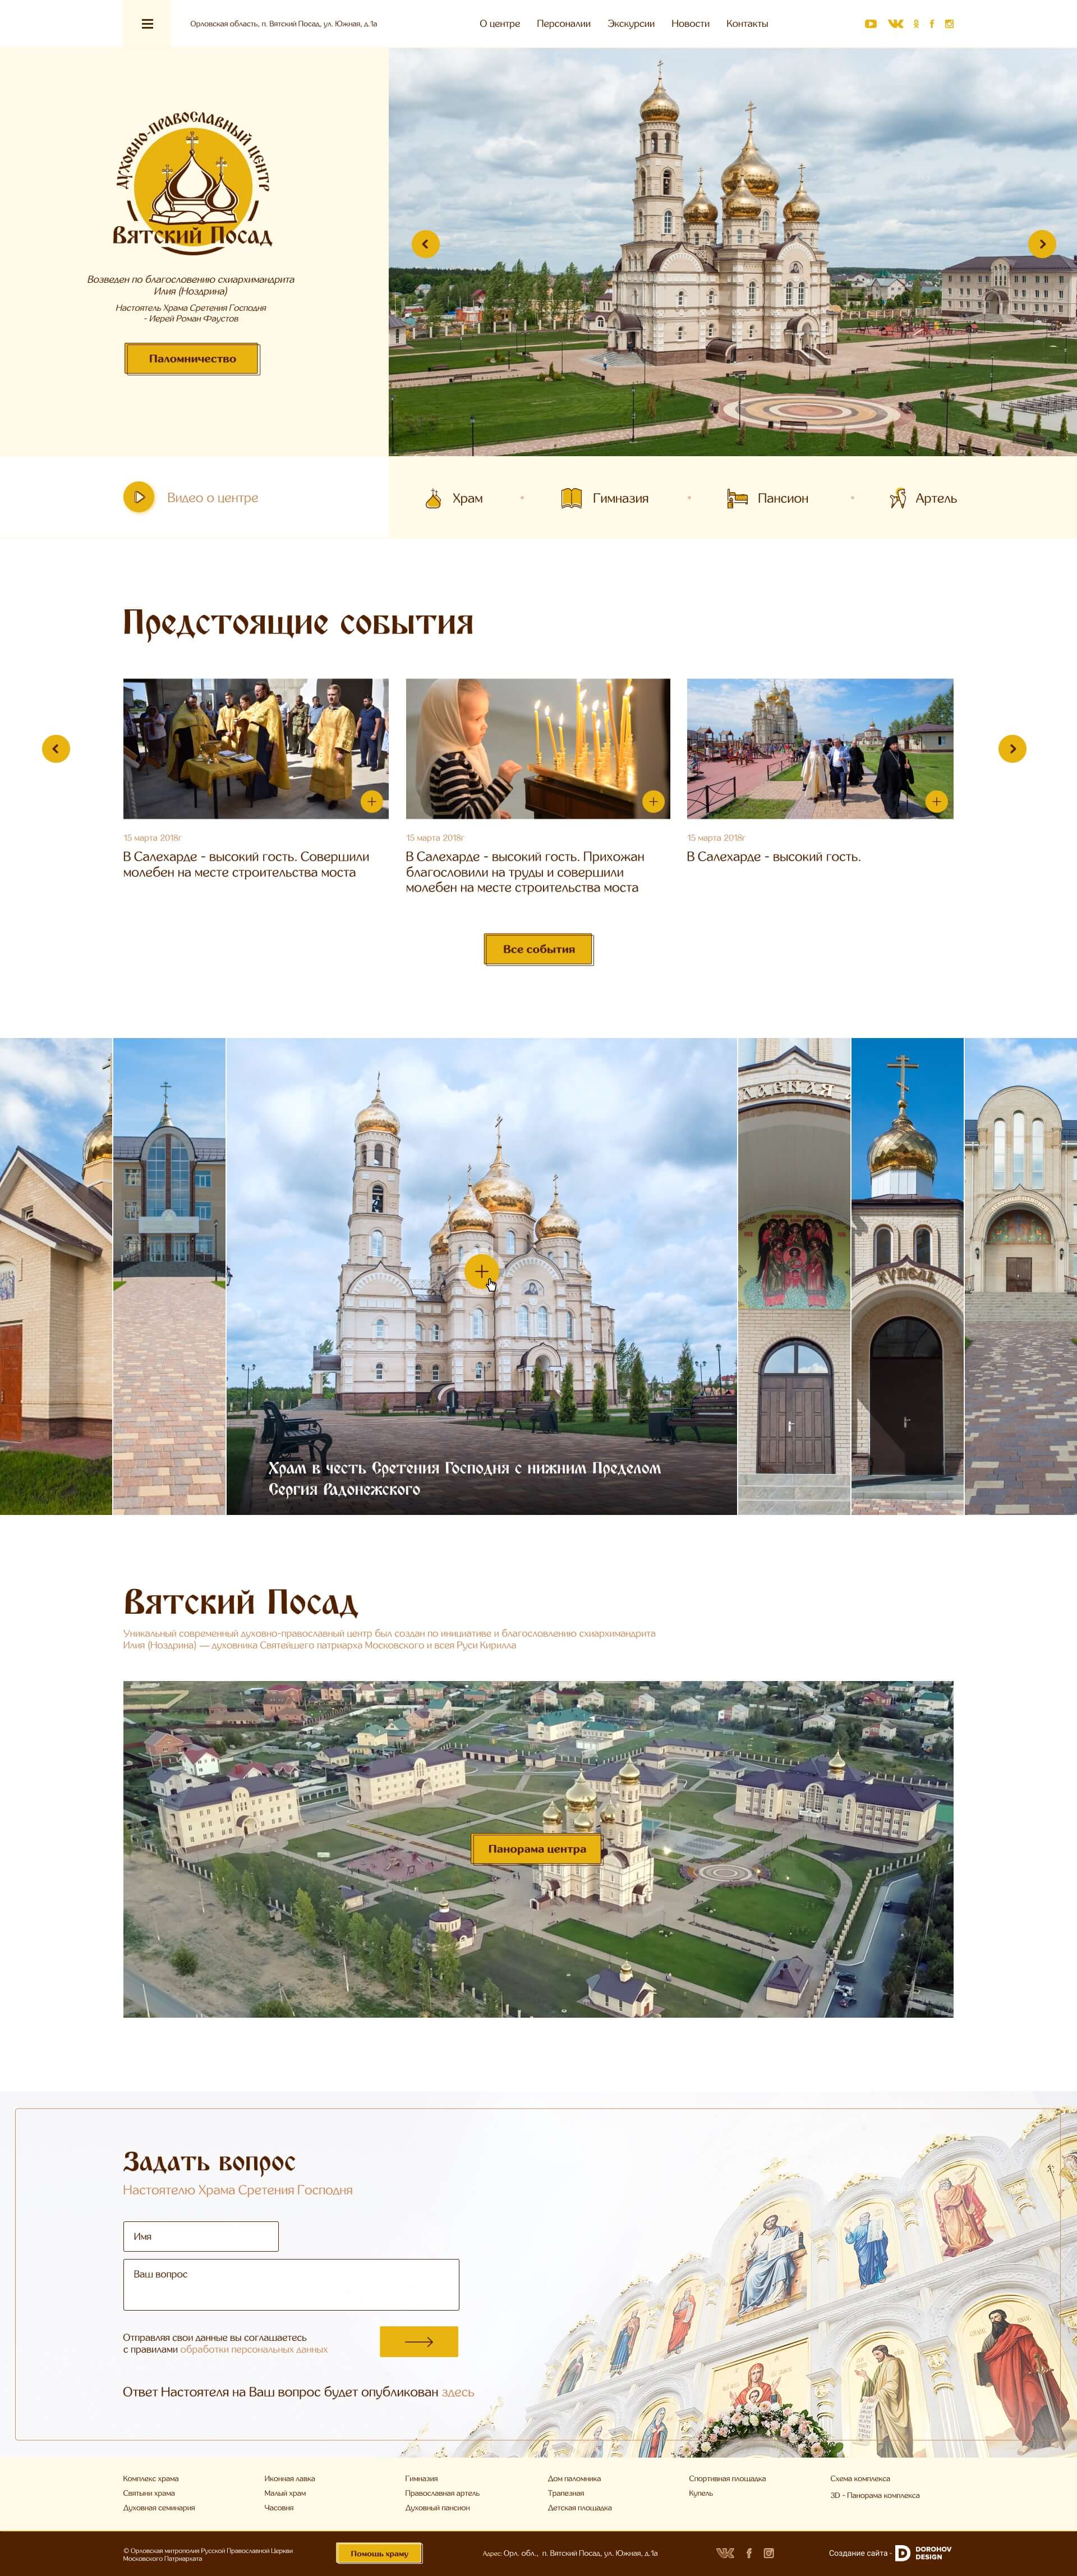 Орловская область, п. Вятский Посад, ул. Южная, д.1а
О центре Персоналии Экскурсии Новости Контакты
ДУХОВНО-ПРАВОСЛАВНЫЙ ЦЕНТР
Вятский Посад
Возведен по благословению схиархимандрита
Илия (Ноздрина)
Настоятель Храма Сретения Господня
- Иерей Роман Фаустов
Паломничество
Видео о центре
Храм
Гимназия
Пансион
Артель
Предстоящие события
15 марта 2018г
В Салехарде - высокий гость. Совершили
молебен на месте строительства моста
15 марта 2018г
В Салехарде - высокий гость. Прихожан
благословили на труды и совершили
молебен на месте строительства моста
15 марта 2018г
В Салехарде - высокий гость.
Все события
КУПЕЛЬ
Храм в честь Сретения Господня с нижним Пределом
Сергия Радонежского
Вятский Посад
Уникальный современный духовно-православный центр был создан по инициативе и благословлению схиархимандрита
Илия (Ноздрина) — духовника Святейшего патриарха Московского и всея Руси Кирилла
Панорама центра
Задать вопрос
Настоятелю Храма Сретения Господня
Имя
Ваш вопрос
Отправляя свои данные вы соглашаетесь
с правилами обработки персональных данных
Ответ Настоятеля на Ваш вопрос будет опубликован здесь
Комплекс храма
Святыни храма
Духовная семинария
Иконная лавка
Малый храм
Часовня
Гимназия
Православная артель
Духовный пансион
Дом паломника
Трапезная
Детская площадка
Спортивная площадка
Купель
Схема комплекса
3D - Панорама комплекса
© Орловская митрополия Русской Православной Церкви
Московского Патриархата
Помощь храму
Адрес: Орл. обл., п. Вятский Посад, ул. Южная, д.1а
Создание сайта - DOROHOV
DESIGN